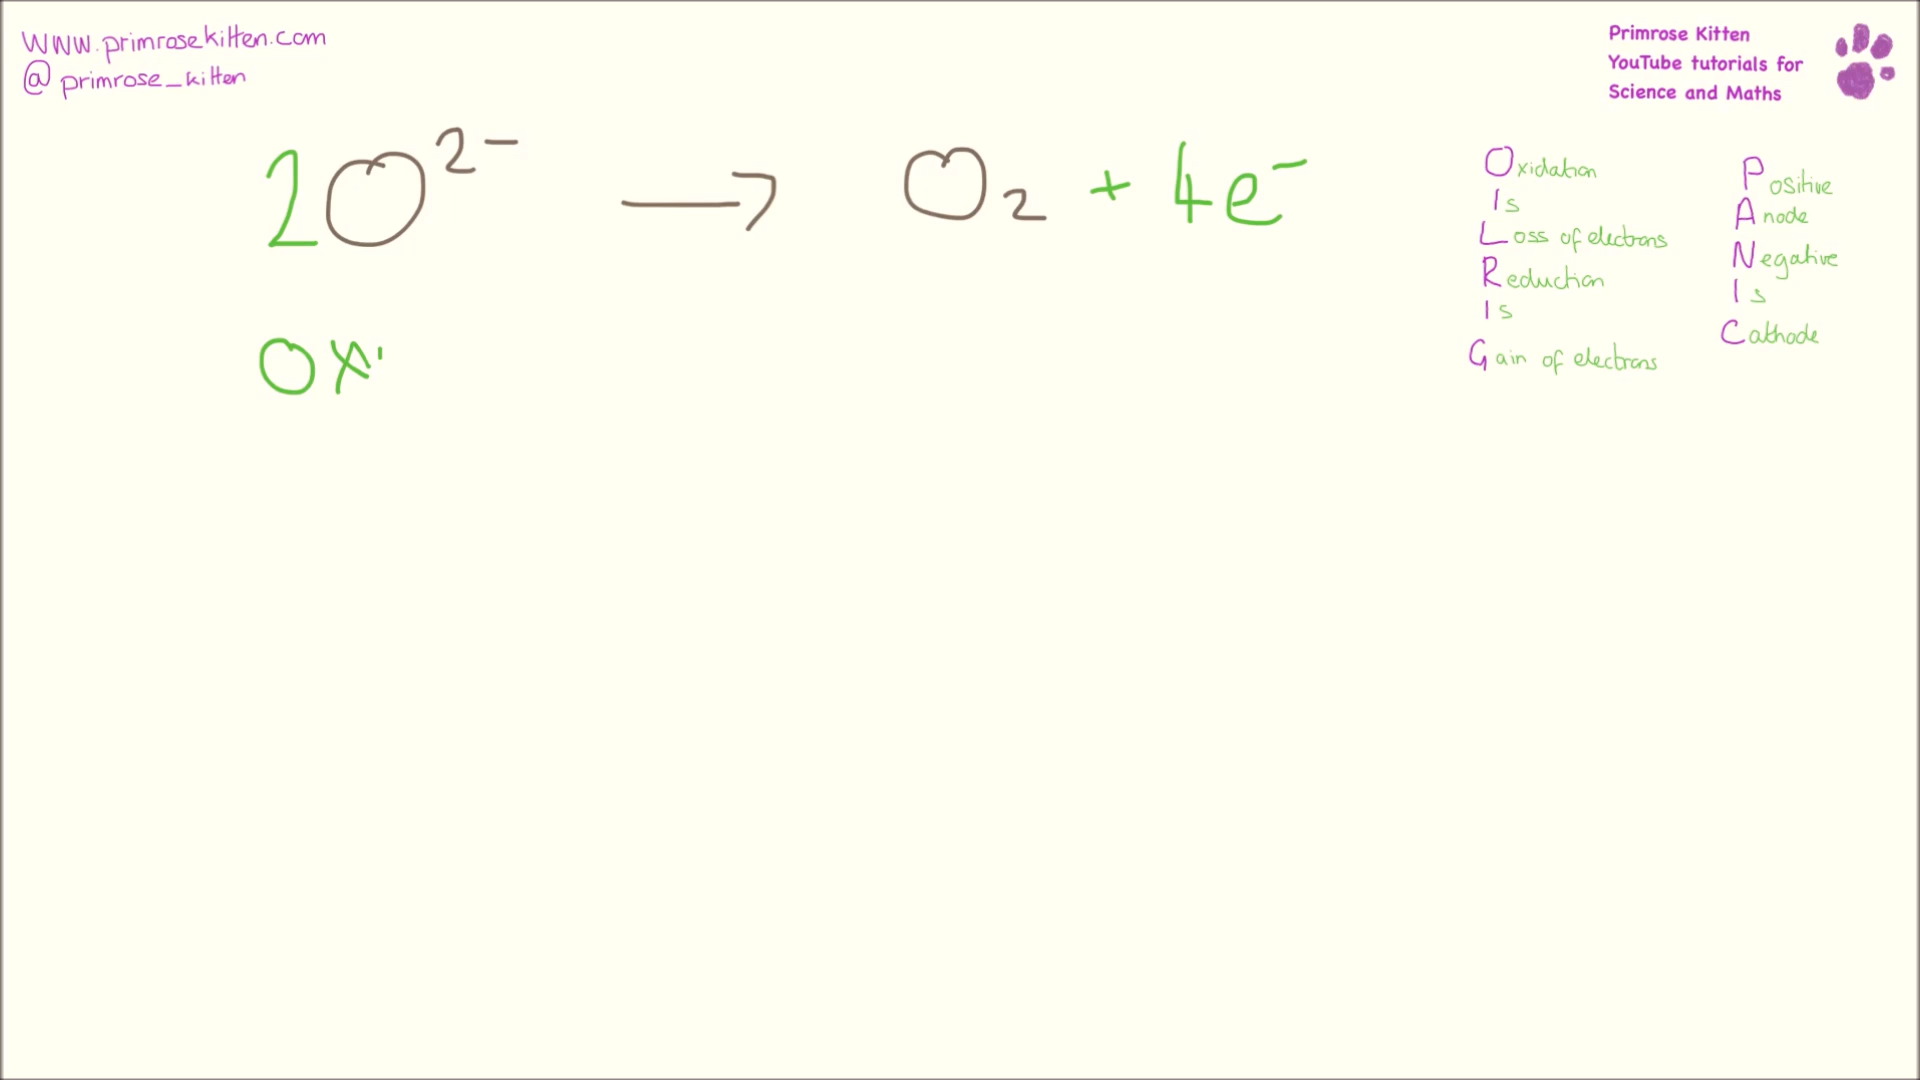 www.primrosekitten.com
@primrose_kitten
Primrose Kitten
YouTube tutorials for
Science and Maths
2O²⁻ → O₂ + 4e⁻
Oxi
Oxidation
Is
Loss of electrons
Reduction
Is
Gain of electrons
Positive
Anode
Negative
Is
Cathode